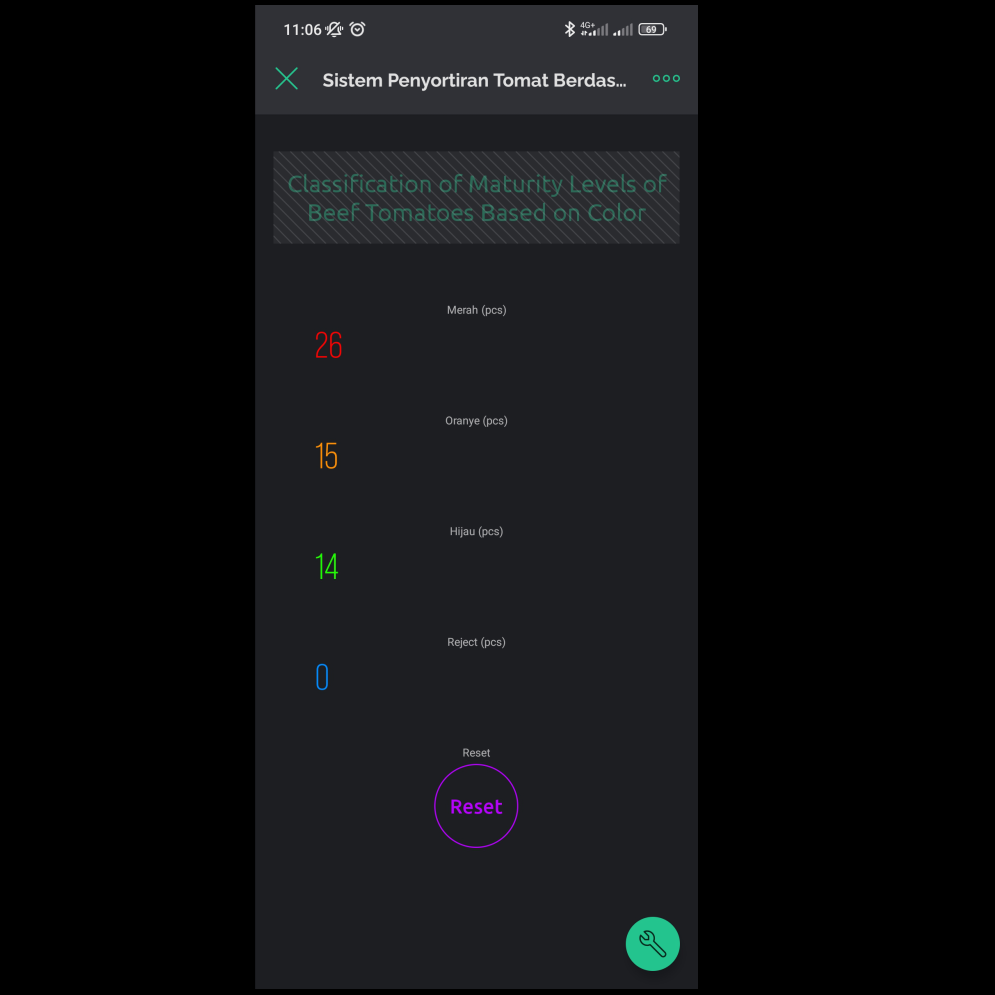 11:06
4G+
69
Sistem Penyortiran Tomat Berdas...
Classification of Maturity Levels of
Beef Tomatoes Based on Color
Merah (pcs)
26
Oranye (pcs)
15
Hijau (pcs)
14
Reject (pcs)
0
Reset
Reset